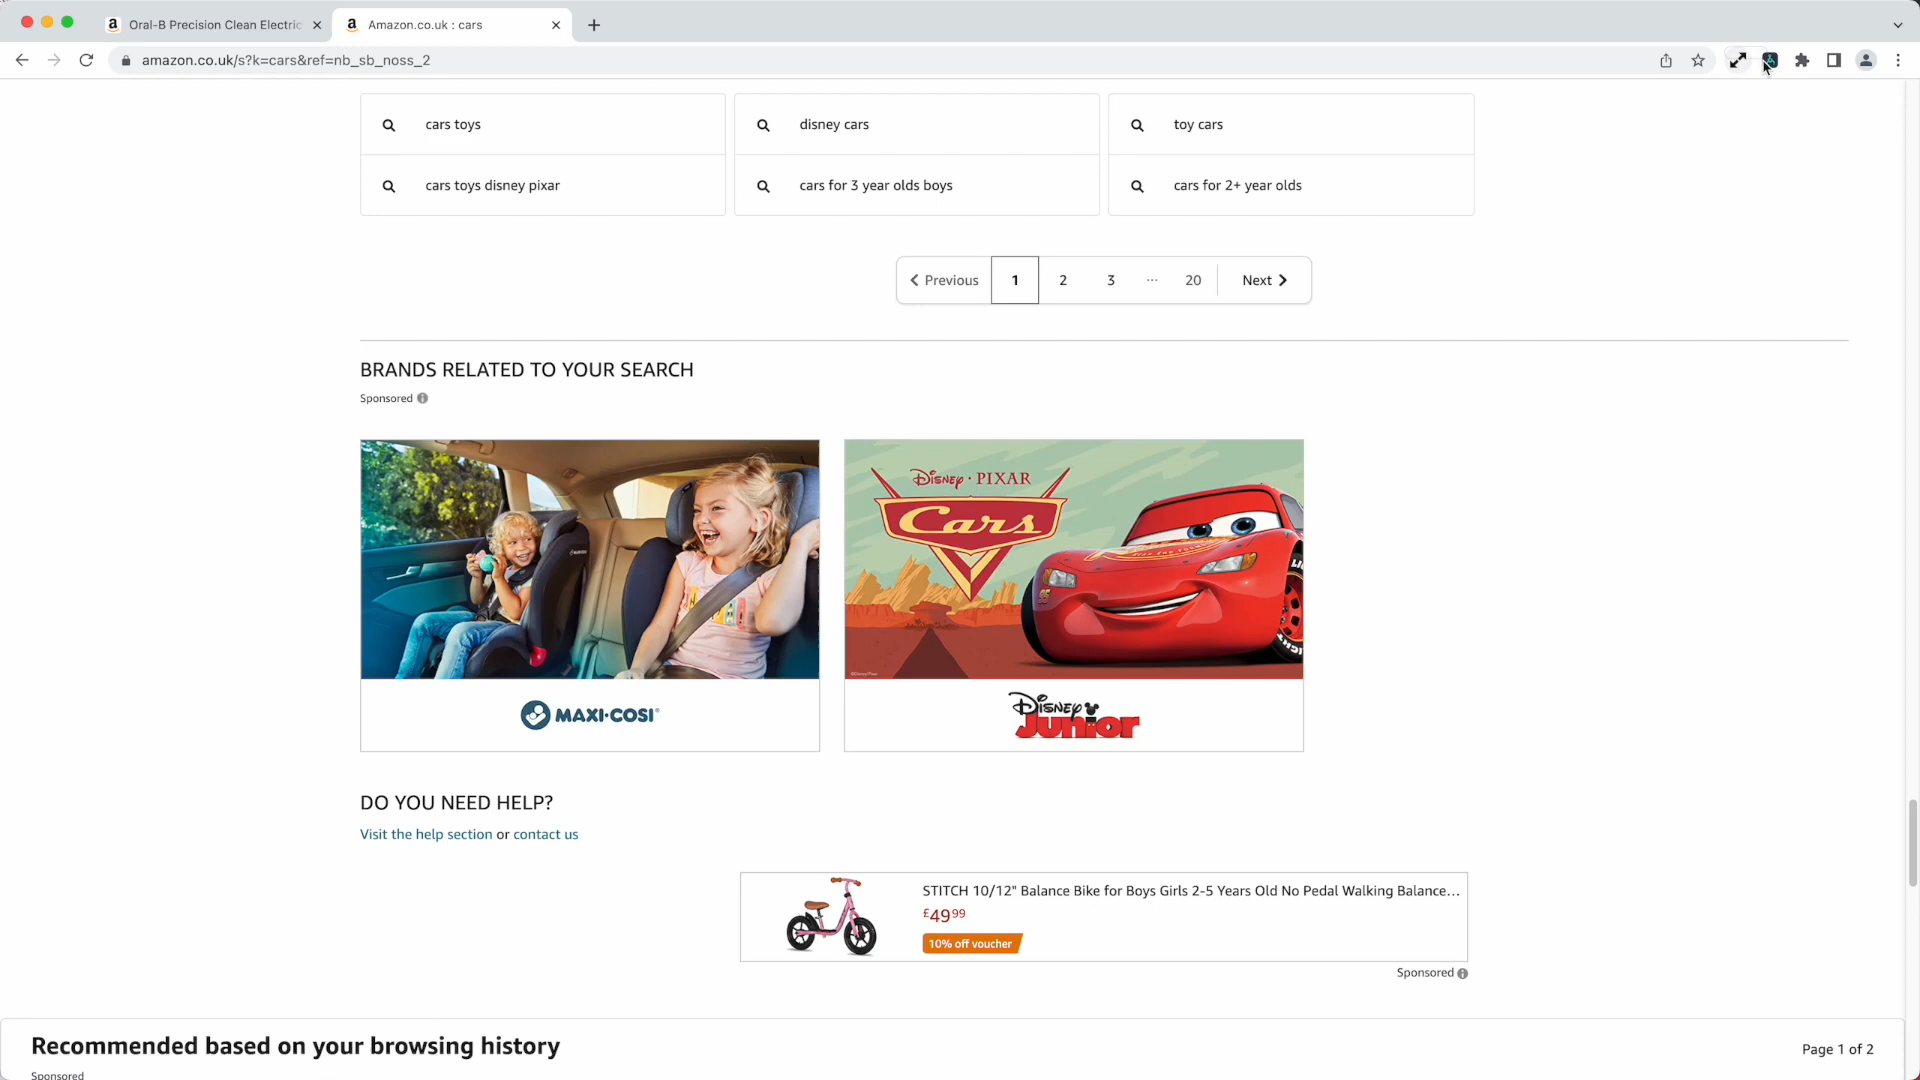 Oral-B Precision Clean Electric
Amazon.co.uk : cars
amazon.co.uk/s?k=cars&ref=nb_sb_noss_2
cars toys
disney cars
toy cars
cars toys disney pixar
cars for 3 year olds boys
cars for 2+ year olds
Previous 1 2 3 ... 20 Next
BRANDS RELATED TO YOUR SEARCH
Sponsored
DISNEY · PIXAR
Cars
MAXI·COSI®
DISNEY
Junior
DO YOU NEED HELP?
Visit the help section or contact us
STITCH 10/12" Balance Bike for Boys Girls 2-5 Years Old No Pedal Walking Balance...
£49 99
10% off voucher
Sponsored
Recommended based on your browsing history
Page 1 of 2
Sponsored